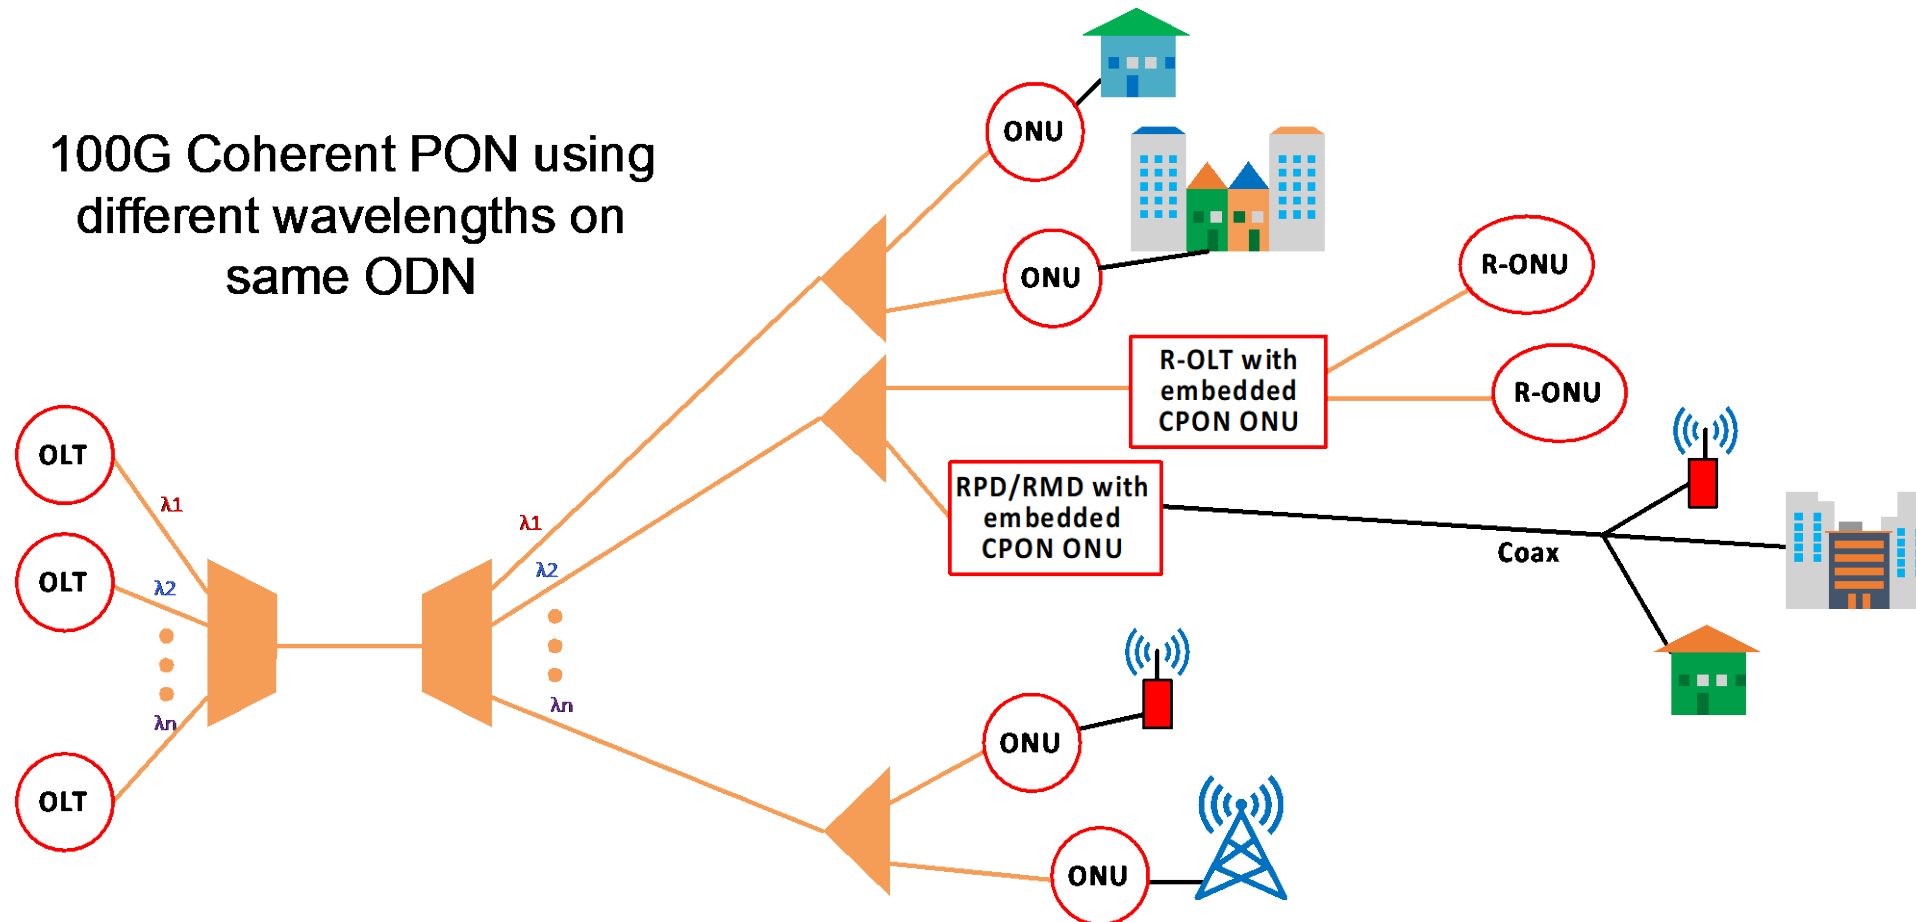 100G Coherent PON using
different wavelengths on
same ODN
ONU
ONU
R-ONU
R-OLT with
embedded
CPON ONU
R-ONU
OLT
λ1
RPD/RMD with
embedded
CPON ONU
λ1
Coax
OLT
λ2
λ2
λn
λn
ONU
OLT
ONU